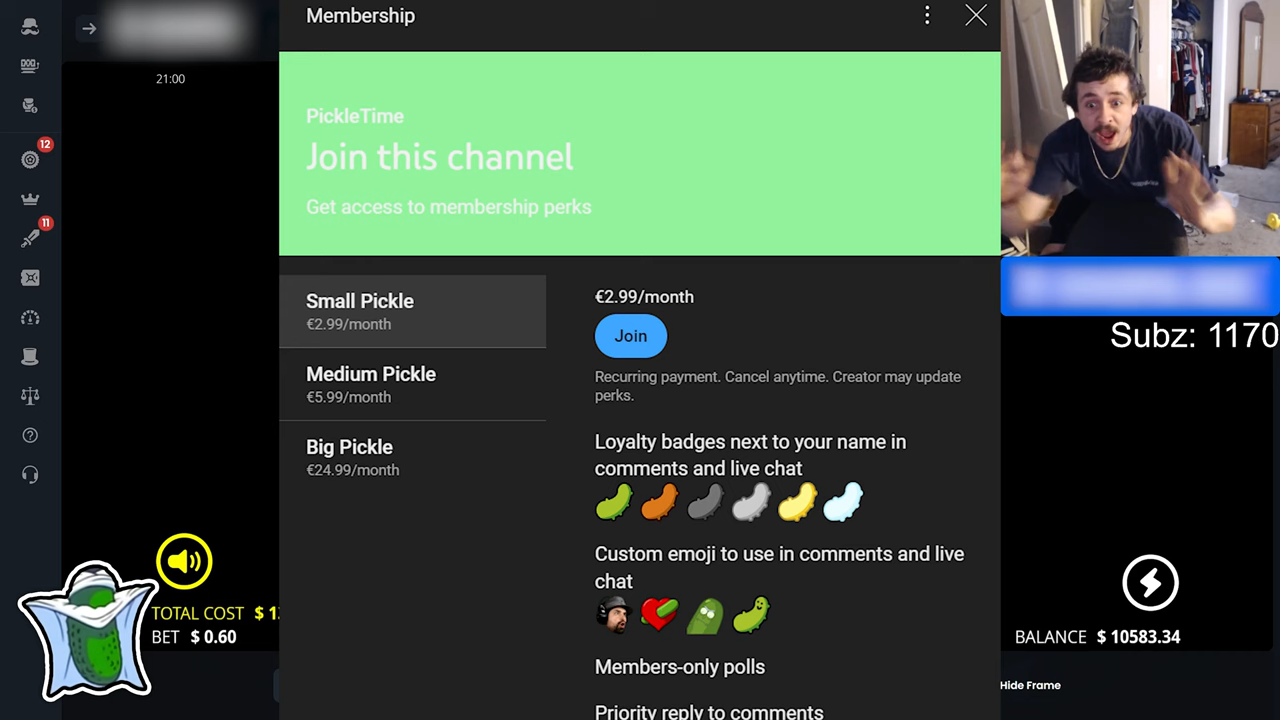 Membership
12
11
21:00
PickleTime
Join this channel
Get access to membership perks
Small Pickle
€2.99/month
Medium Pickle
€5.99/month
Big Pickle
€24.99/month
€2.99/month
Join
Recurring payment. Cancel anytime. Creator may update
perks.
Loyalty badges next to your name in
comments and live chat
Custom emoji to use in comments and live
chat
Members-only polls
Priority reply to comments
Subz: 1170
TOTAL COST $ 1
BET $ 0.60
BALANCE $ 10583.34
Hide Frame